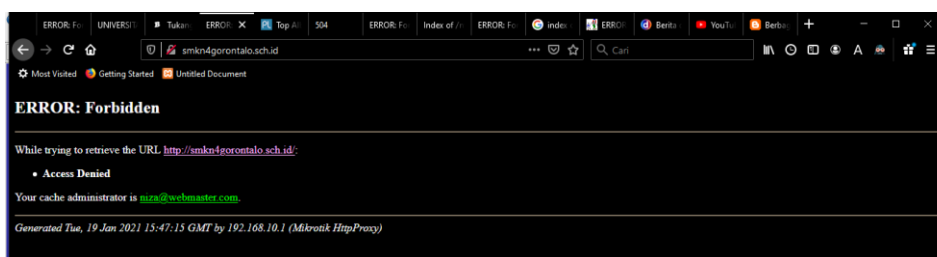 ERROR: Fo
UNIVERSIT
Tukan
ERROR:
Top A
504
ERROR: Fo
Index of /
ERROR: Fo
index
ERROR
Berita
YouTu
Berba
smkn4gorontalo.sch.id
Cari
Most Visited
Getting Started
Untitled Document
ERROR: Forbidden
While trying to retrieve the URL http://smkn4gorontalo.sch.id/:
• Access Denied
Your cache administrator is niza@webmaster.com.
Generated Tue, 19 Jan 2021 15:47:15 GMT by 192.168.10.1 (Mikrotik HttpProxy)